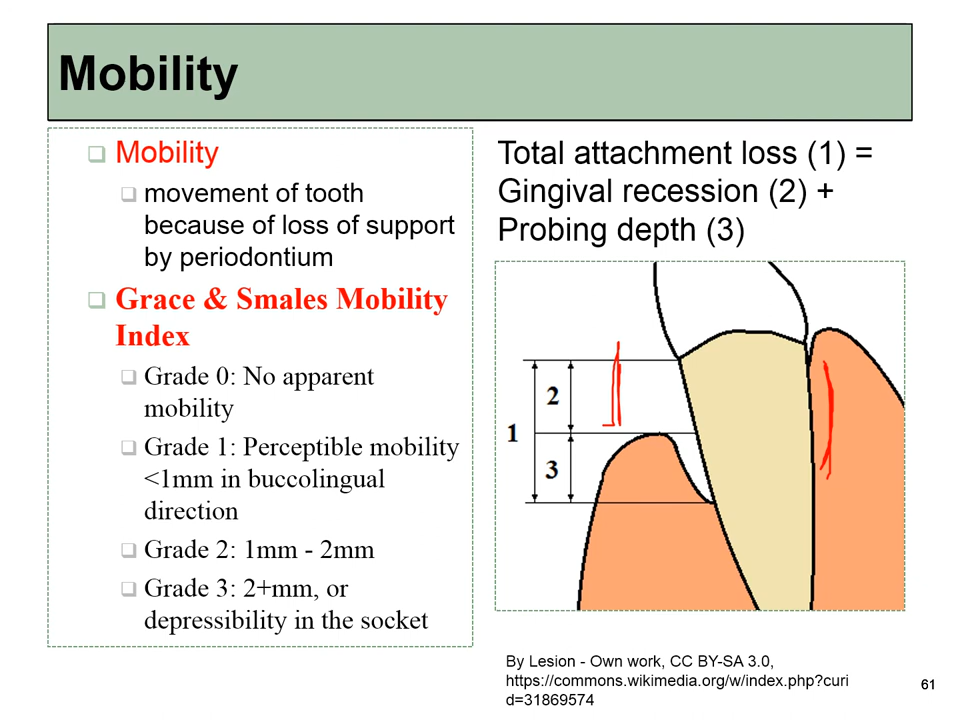 Mobility
Mobility
movement of tooth
because of loss of support
by periodontium
Grace & Smales Mobility
Index
Grade 0: No apparent
mobility
Grade 1: Perceptible mobility
<1mm in buccolingual
direction
Grade 2: 1mm - 2mm
Grade 3: 2+mm, or
depressibility in the socket
Total attachment loss (1) =
Gingival recession (2) +
Probing depth (3)
2
1
3
By Lesion - Own work, CC BY-SA 3.0,
https://commons.wikimedia.org/w/index.php?curi
d=31869574
61